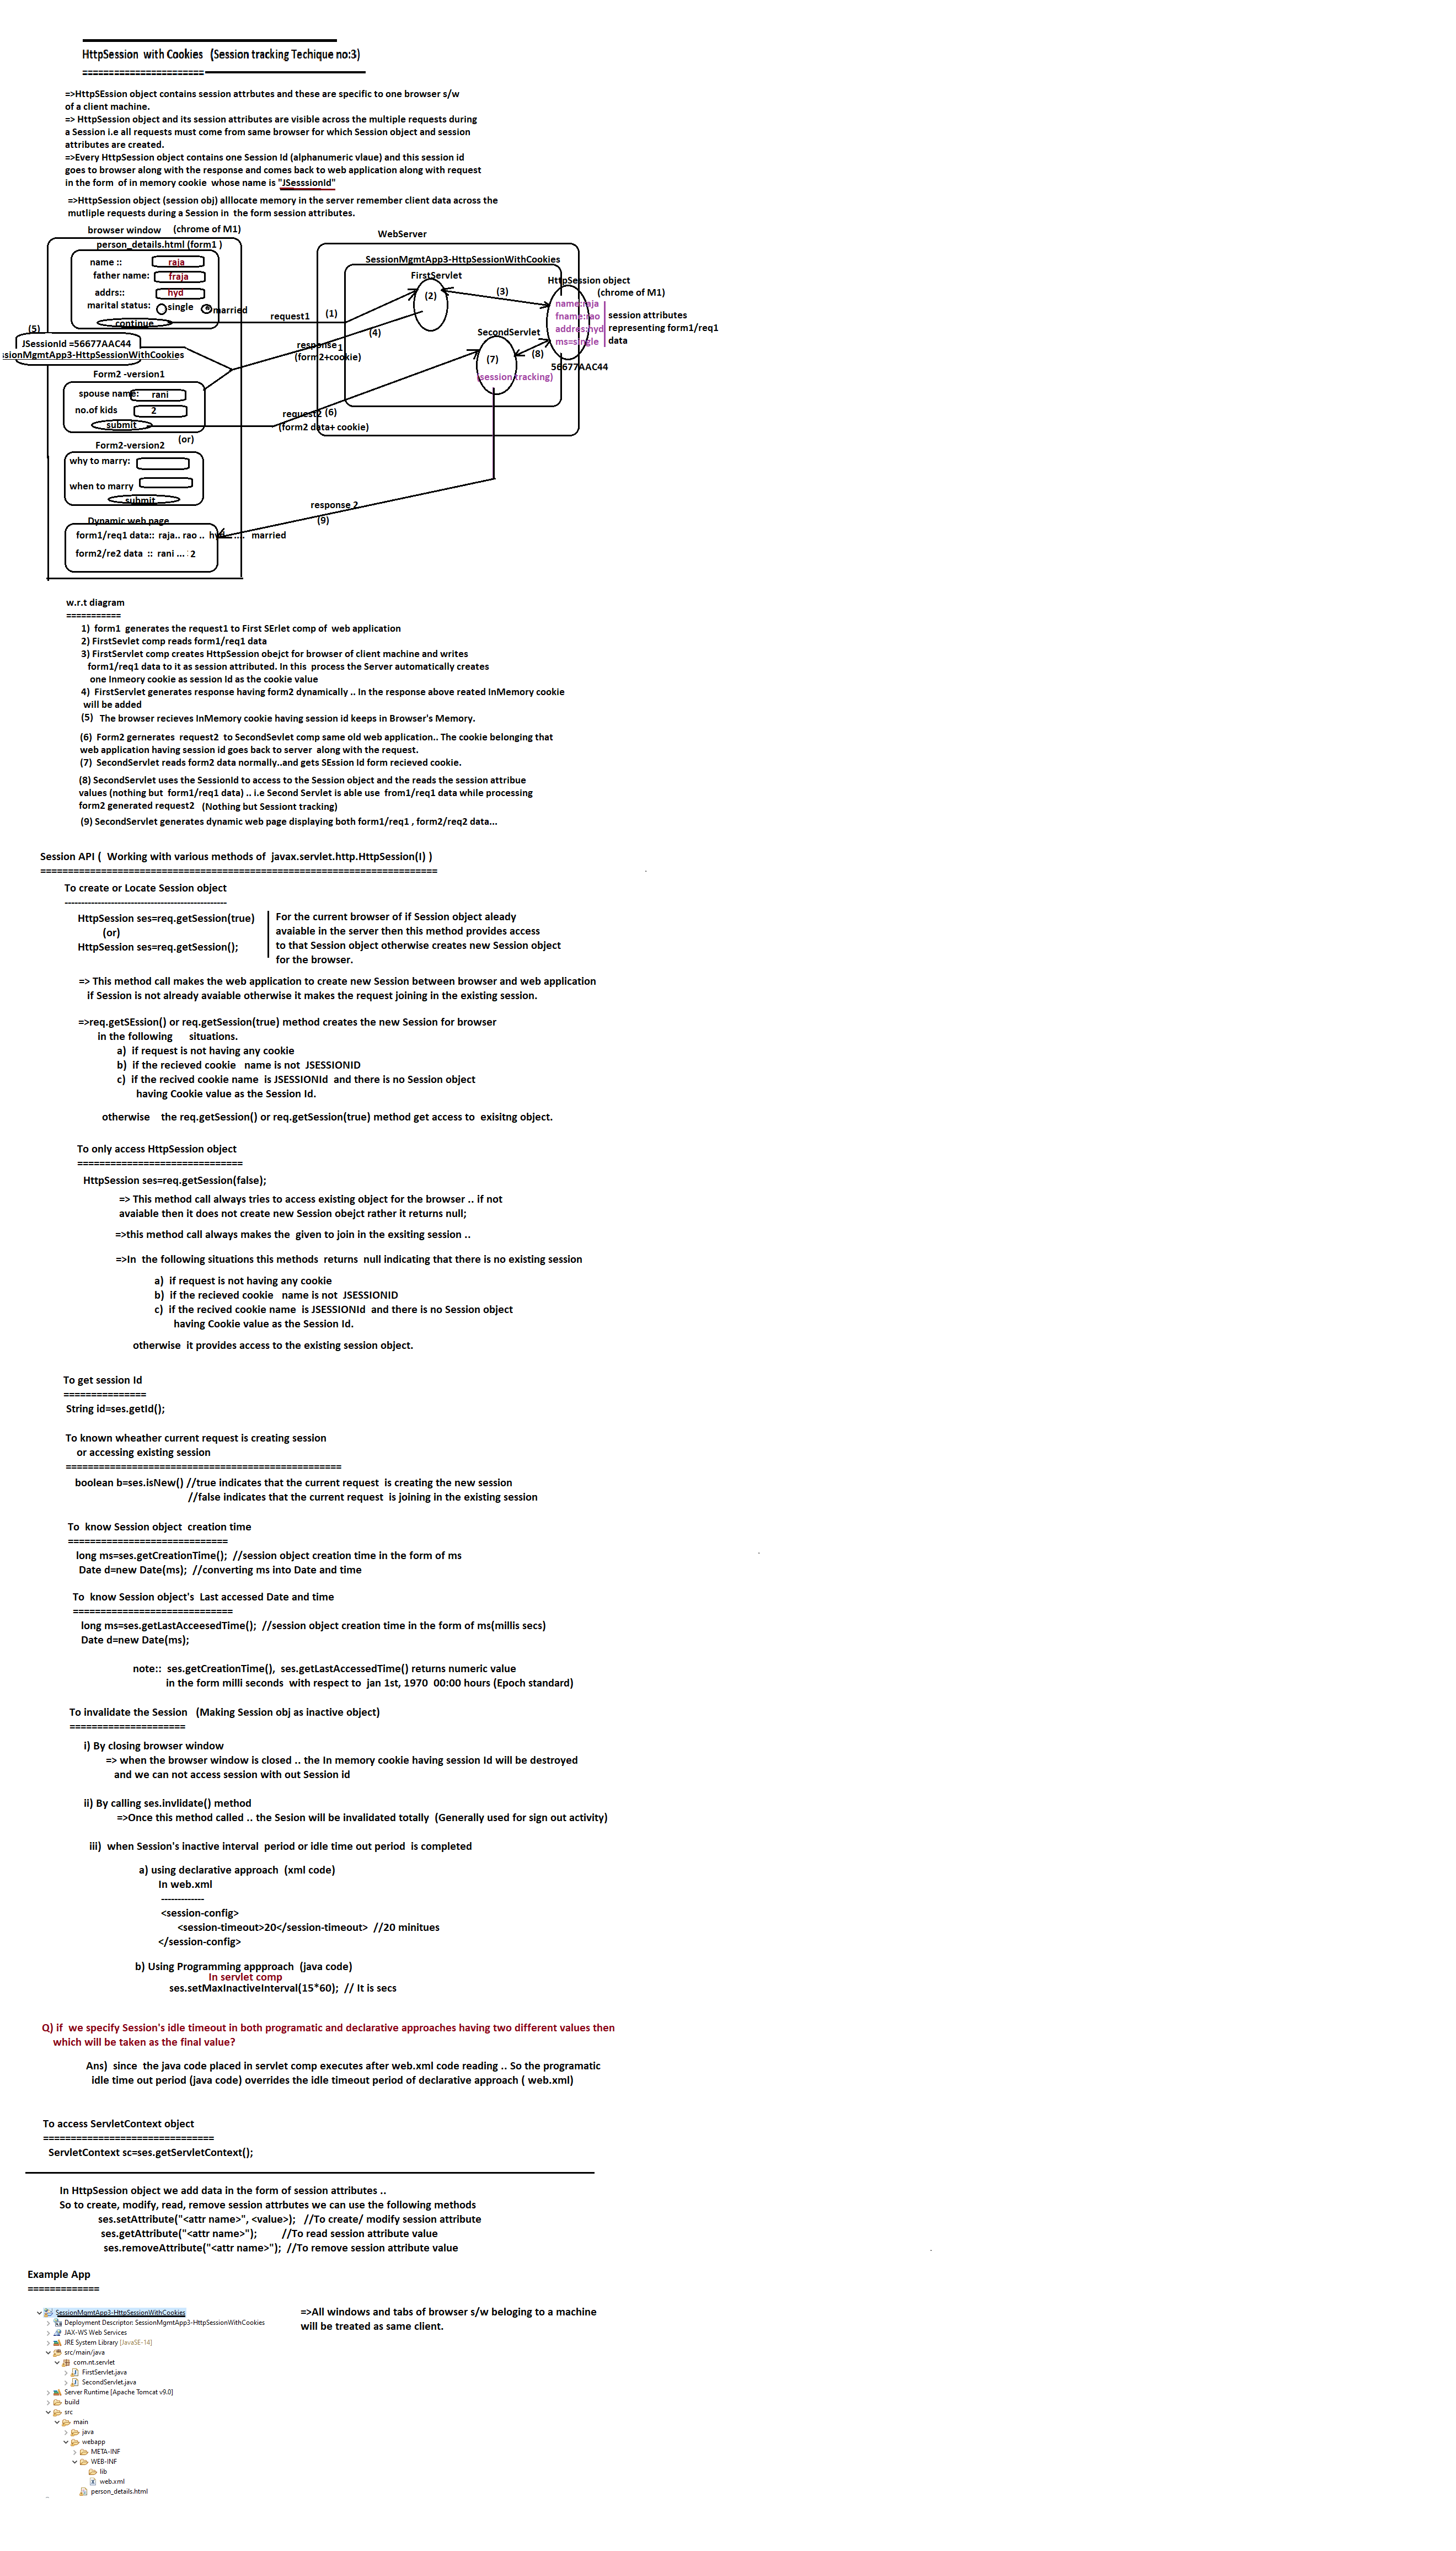 HttpSession  with Cookies   (Session tracking Techique no:3)
========================
=>HttpSEssion object contains session attrbutes and these are specific to one browser s/w
of a client machine.
=> HttpSession object and its session attributes are visible across the multiple requests during
a Session i.e all requests must come from same browser for which Session object and session
attributes are created.
=>Every HttpSession object contains one Session Id (alphanumeric vlaue) and this session id
goes to browser along with the response and comes back to web application along with request
in the form  of in memory cookie  whose name is "JSesssionId"
=>HttpSession object (session obj) alllocate memory in the server remember client data across the
mutliple requests during a Session in  the form session attributes.
browser window    (chrome of M1)
person_details.html (form1 )
name ::    raja
father name:    fraja
addrs::    hyd
marital status:    single    married
continue
WebServer
SessionMgmtApp3-HttpSessionWithCookies
FirstServlet
(2)
(3)
HttpSession object
(chrome of M1)
name:raja
fname:rao
addres:hyd
ms=single
session attributes
representing form1/req1
data
56677AAC44
request1    (1)
(4)
response 1
(form2+cookie)
SecondServlet
(7)
(8)
(session tracking)
(5)
JSessionId =56677AAC44
ssionMgmtApp3-HttpSessionWithCookies
Form2 -version1
spouse name:    rani
no.of kids    2
submit
(or)
request2 (6)
(form2 data+ cookie)
Form2-version2
why to marry:
when to marry
submit
response 2
(9)
Dynamic web page
form1/req1 data:: raja.. rao ..  hyd.. ....   married
form2/re2 data  ::  rani ... : 2
w.r.t diagram
===========
1)  form1  generates the request1 to First SErlet comp of  web application
2) FirstSevlet comp reads form1/req1 data
3) FirstServlet comp creates HttpSession obejct for browser of client machine and writes
form1/req1 data to it as session attributed. In this  process the Server automatically creates
one Inmeory cookie as session Id as the cookie value
4)  FirstServlet generates response having form2 dynamically .. In the response above reated InMemory cookie
will be added
(5)  The browser recieves InMemory cookie having session id keeps in Browser's Memory.
(6)  Form2 gernerates  request2  to SecondSevlet comp same old web application.. The cookie belonging that
web application having session id goes back to server  along with the request.
(7)  SecondServlet reads form2 data normally..and gets SEssion Id form recieved cookie.
(8) SecondServlet uses the SessionId to access to the Session object and the reads the session attribue
values (nothing but  form1/req1 data) .. i.e Second Servlet is able use  from1/req1 data while processing
form2 generated request2   (Nothing but Sessiont tracking)
(9) SecondServlet generates dynamic web page displaying both form1/req1 , form2/req2 data...
Session API (  Working with various methods of  javax.servlet.http.HttpSession(I) )
========================================================================
To create or Locate Session object
-------------------------------------------------
HttpSession ses=req.getSession(true)
(or)
HttpSession ses=req.getSession();
For the current browser of if Session object aleady
avaiable in the server then this method provides access
to that Session object otherwise creates new Session object
for the browser.
=> This method call makes the web application to create new Session between browser and web application
if Session is not already avaiable otherwise it makes the request joining in the existing session.
=>req.getSEssion() or req.getSession(true) method creates the new Session for browser
in the following      situations.
a)  if request is not having any cookie
b)  if the recieved cookie   name is not  JSESSIONID
c)  if the recived cookie name  is JSESSIONId  and there is no Session object
having Cookie value as the Session Id.
otherwise    the req.getSession() or req.getSession(true) method get access to  exisitng object.
To only access HttpSession object
==============================
HttpSession ses=req.getSession(false);
=> This method call always tries to access existing object for the browser .. if not
avaiable then it does not create new Session obejct rather it returns null;
=>this method call always makes the  given to join in the exsiting session ..
=>In  the following situations this methods  returns  null indicating that there is no existing session
a)  if request is not having any cookie
b)  if the recieved cookie   name is not  JSESSIONID
c)  if the recived cookie name  is JSESSIONId  and there is no Session object
having Cookie value as the Session Id.
otherwise  it provides access to the existing session object.
To get session Id
===============
String id=ses.getId();
To known wheather current request is creating session
or accessing existing session
==================================================
boolean b=ses.isNew() //true indicates that the current request  is creating the new session
//false indicates that the current request  is joining in the existing session
To  know Session object  creation time
=============================
long ms=ses.getCreationTime();  //session object creation time in the form of ms
Date d=new Date(ms);  //converting ms into Date and time
To  know Session object's  Last accessed Date and time
=============================
long ms=ses.getLastAcceesedTime();  //session object creation time in the form of ms(millis secs)
Date d=new Date(ms);
note::  ses.getCreationTime(),  ses.getLastAccessedTime() returns numeric value
in the form milli seconds  with respect to  jan 1st, 1970  00:00 hours (Epoch standard)
To invalidate the Session   (Making Session obj as inactive object)
=====================
i) By closing browser window
=> when the browser window is closed .. the In memory cookie having session Id will be destroyed
and we can not access session with out Session id
ii) By calling ses.invlidate() method
=>Once this method called .. the Sesion will be invalidated totally  (Generally used for sign out activity)
iii)  when Session's inactive interval  period or idle time out period  is completed
a) using declarative approach  (xml code)
In web.xml
-------------
<session-config>
<session-timeout>20</session-timeout>  //20 minitues
</session-config>
b) Using Programming appproach  (java code)
In servlet comp
ses.setMaxInactiveInterval(15*60);  // It is secs
Q) if  we specify Session's idle timeout in both programatic and declarative approaches having two different values then
which will be taken as the final value?
Ans)  since  the java code placed in servlet comp executes after web.xml code reading .. So the programatic
idle time out period (java code) overrides the idle timeout period of declarative approach ( web.xml)
To access ServletContext object
===============================
ServletContext sc=ses.getServletContext();
In HttpSession object we add data in the form of session attributes ..
So to create, modify, read, remove session attrbutes we can use the following methods
ses.setAttribute("<attr name>", <value>);   //To create/ modify session attribute
ses.getAttribute("<attr name>");         //To read session attribute value
ses.removeAttribute("<attr name>");  //To remove session attribute value
Example App
=============
SessionMgmtApp3-HttpSessionWithCookies
Deployment Descriptor: SessionMgmtApp3-HttpSessionWithCookies
JAX-WS Web Services
JRE System Library [JavaSE-14]
src/main/java
com.nt.servlet
FirstServlet.java
SecondServlet.java
Server Runtime [Apache Tomcat v9.0]
build
src
main
java
webapp
META-INF
WEB-INF
lib
web.xml
person_details.html
=>All windows and tabs of browser s/w beloging to a machine
will be treated as same client.